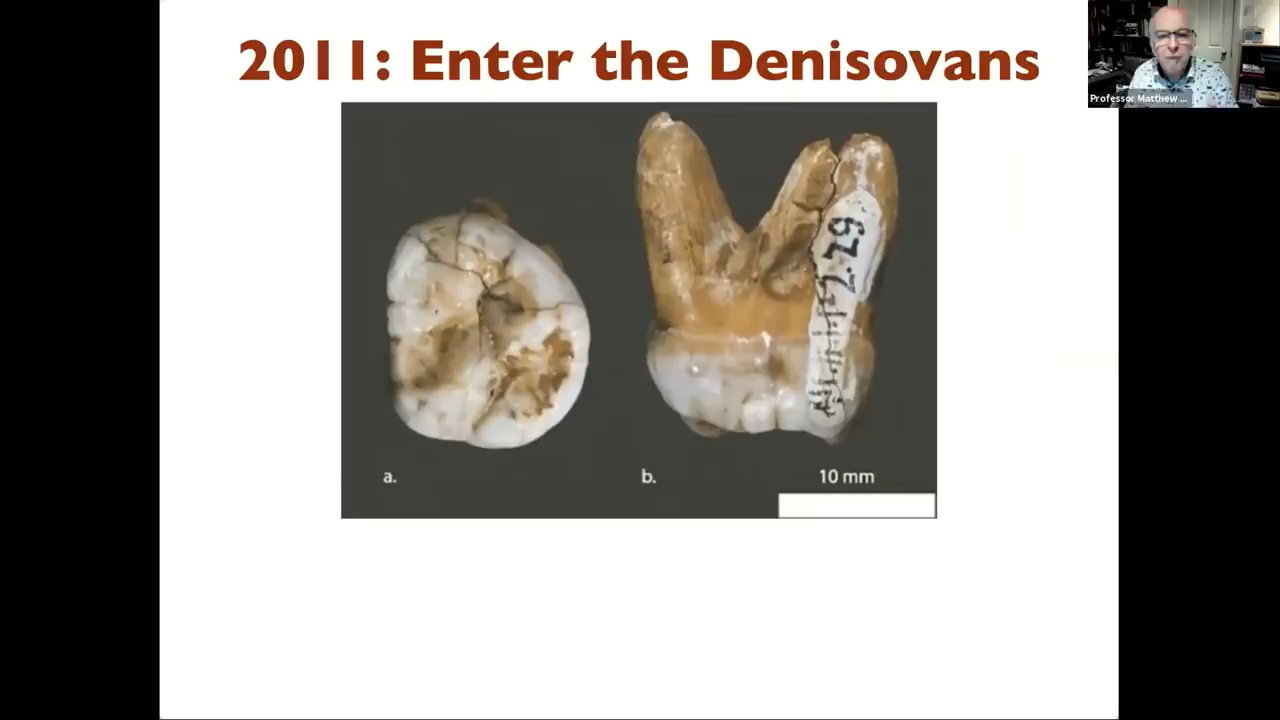 2011: Enter the Denisovans
Professor Matthew ...
a.
b.
10 mm